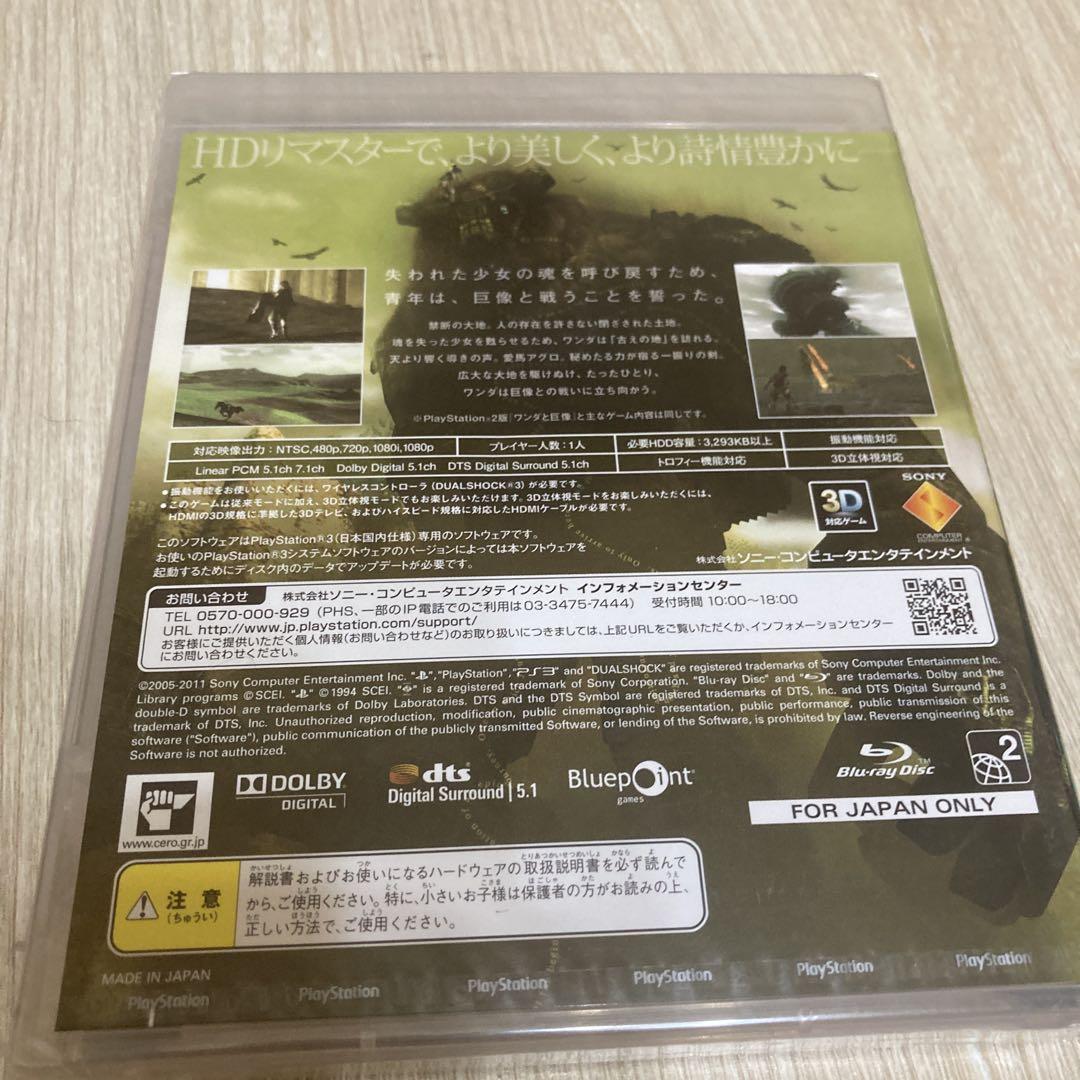 HDリマスターで、より美しく、より詩情豊かに
失われた少女の魂を呼び戻すため、
青年は、巨像と戦うことを誓った。
禁断の大地。人の存在を許さない閉ざされた土地。
魂を失った少女を甦らせるため、ワンダは「古えの地」を訪れる。
天より響く導きの声。愛馬アグロ。秘めたる力が宿る一振りの剣。
広大な大地を駆けぬけ、たったひとり、
ワンダは巨像との戦いに立ち向かう。
※PlayStation®2版「ワンダと巨像」と主なゲーム内容は同じです。
対応映像出力:NTSC,480p,720p,1080i,1080p
プレイヤー人数:1人
必要HDD容量:3,293KB以上
振動機能対応
Linear PCM 5.1ch 7.1ch Dolby Digital 5.1ch DTS Digital Surround 5.1ch
トロフィー機能対応
3D立体視対応
●振動機能をお使いいただくには、ワイヤレスコントローラ(DUALSHOCK®3)が必要です。
●このゲームは従来モードに加え、3D立体視モードでもお楽しみいただけます。3D立体視モードをお楽しみいただくには、
HDMIの3D規格に準拠した3Dテレビ、およびハイスピード規格に対応したHDMIケーブルが必要です。
3D
対応ゲーム
SONY
COMPUTER
ENTERTAINMENT®
このソフトウェアはPlayStation®3(日本国内仕様)専用のソフトウェアです。
お使いのPlayStation®3システムソフトウェアのバージョンによっては本ソフトウェアを
起動するためにディスク内のデータでアップデートが必要です。
株式会社ソニー・コンピュータエンタテインメント
お問い合わせ 株式会社ソニー・コンピュータエンタテインメント インフォメーションセンター
TEL 0570-000-929 (PHS、一部のIP電話でのご利用は03-3475-7444) 受付時間 10:00~18:00
URL http://www.jp.playstation.com/support/
お客様にご提供いただく個人情報(お問い合わせなど)のお取り扱いにつきましては、上記URLをご覧いただくか、インフォメーションセンター
にお問い合わせください。
©2005-2011 Sony Computer Entertainment Inc. "", "PlayStation", "PS3" and "DUALSHOCK" are registered trademarks of Sony Computer Entertainment Inc.
Library programs ©SCEI. "" ©1994 SCEI. "" is a registered trademark of Sony Corporation. "Blu-ray Disc" and "" are trademarks. Dolby and the
double-D symbol are trademarks of Dolby Laboratories. DTS and the DTS Symbol are registered trademarks of DTS, Inc. and DTS Digital Surround is a
trademark of DTS, Inc. Unauthorized reproduction, modification, public cinematographic presentation, public performance, public transmission of this
software ("Software"), public communication of the publicly transmitted Software, or lending of the Software, is prohibited by law. Reverse engineering of the
Software is not authorized.
www.cero.gr.jp
DOLBY
DIGITAL
dts
Digital Surround | 5.1
Bluepoint
games
Blu-ray Disc™
2
FOR JAPAN ONLY
注意
(ちゅうい)
解説書およびお使いになるハードウェアの取扱説明書を必ず読んで
から、ご使用ください。特に、小さいお子様は保護者の方がお読みの上、
正しい方法で、ご使用ください。
MADE IN JAPAN
PlayStation PlayStation PlayStation PlayStation PlayStation PlayStation